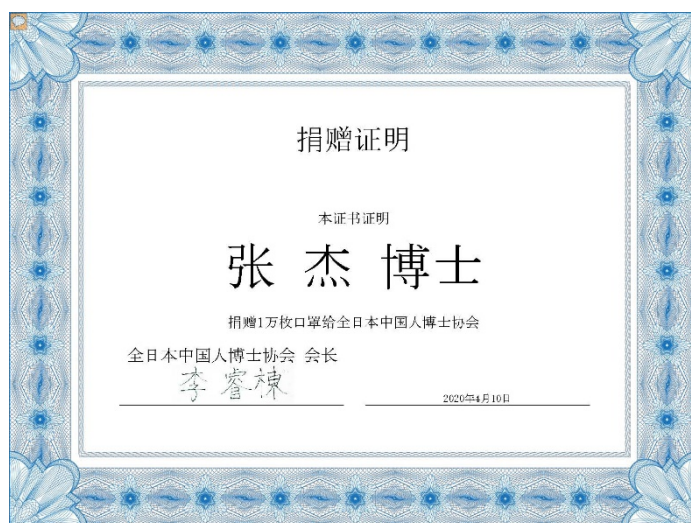 捐赠证明
本证书证明
张 杰 博士
捐赠1万枚口罩给全日本中国人博士协会
全日本中国人博士协会 会长
李睿棟
2020年4月10日